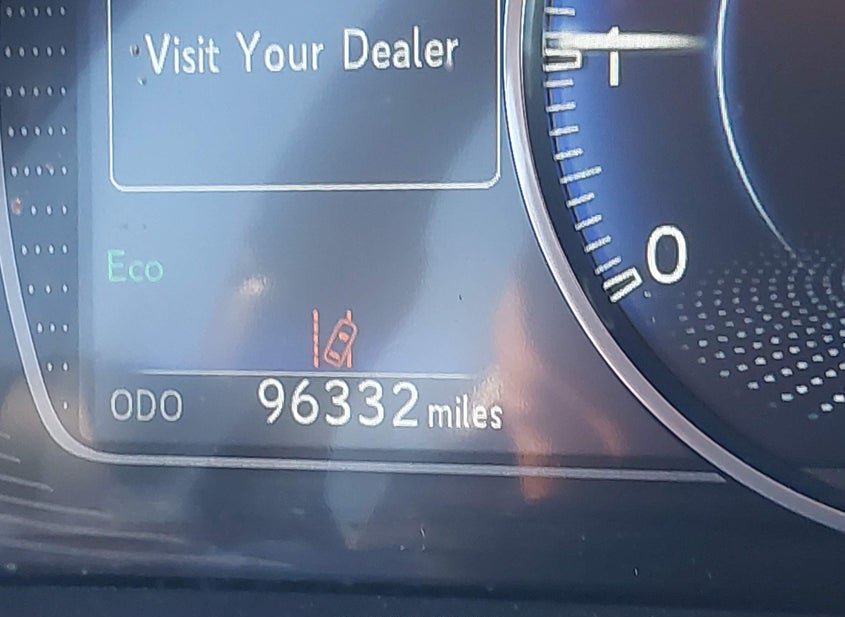 Visit Your Dealer
1
Eco
0
ODO 96332 miles